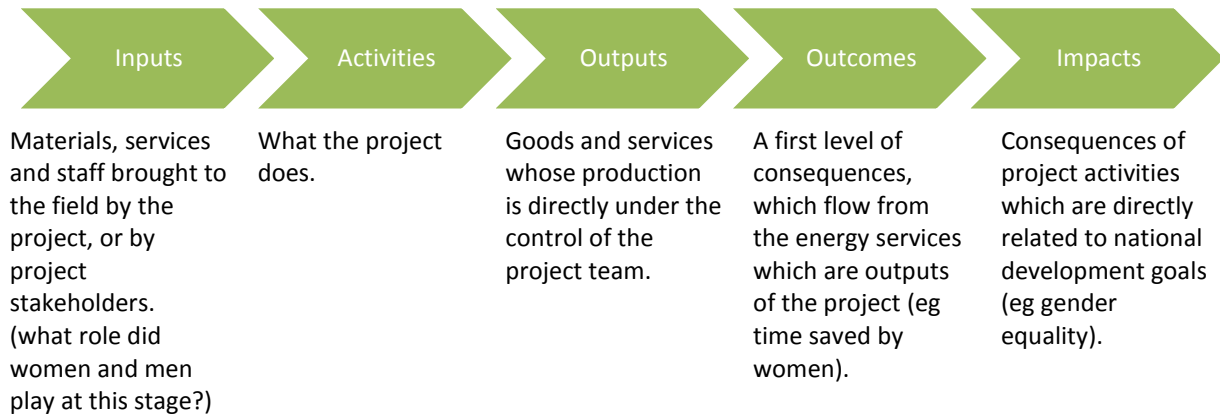 Inputs
Activities
Outputs
Outcomes
Impacts
Materials, services
and staff brought to
the field by the
project, or by
project
stakeholders.
(what role did
women and men
play at this stage?)
What the project
does.
Goods and services
whose production
is directly under the
control of the
project team.
A first level of
consequences,
which flow from
the energy services
which are outputs
of the project (eg
time saved by
women).
Consequences of
project activities
which are directly
related to national
development goals
(eg gender
equality).